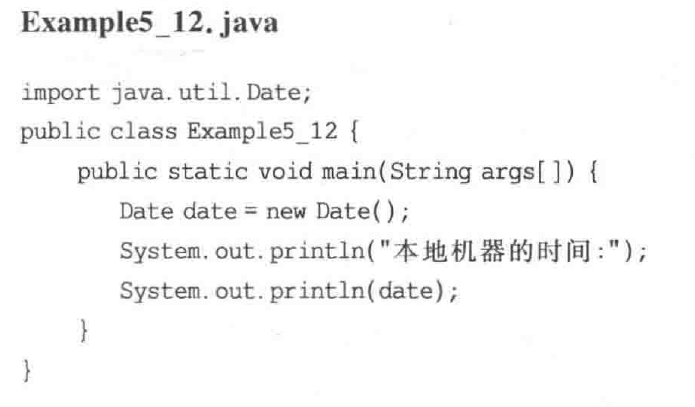 Example5_12.java
import java.util.Date;
public class Example5_12 {
public static void main(String args[]) {
Date date = new Date();
System.out.println("本地机器的时间:");
System.out.println(date);
}
}